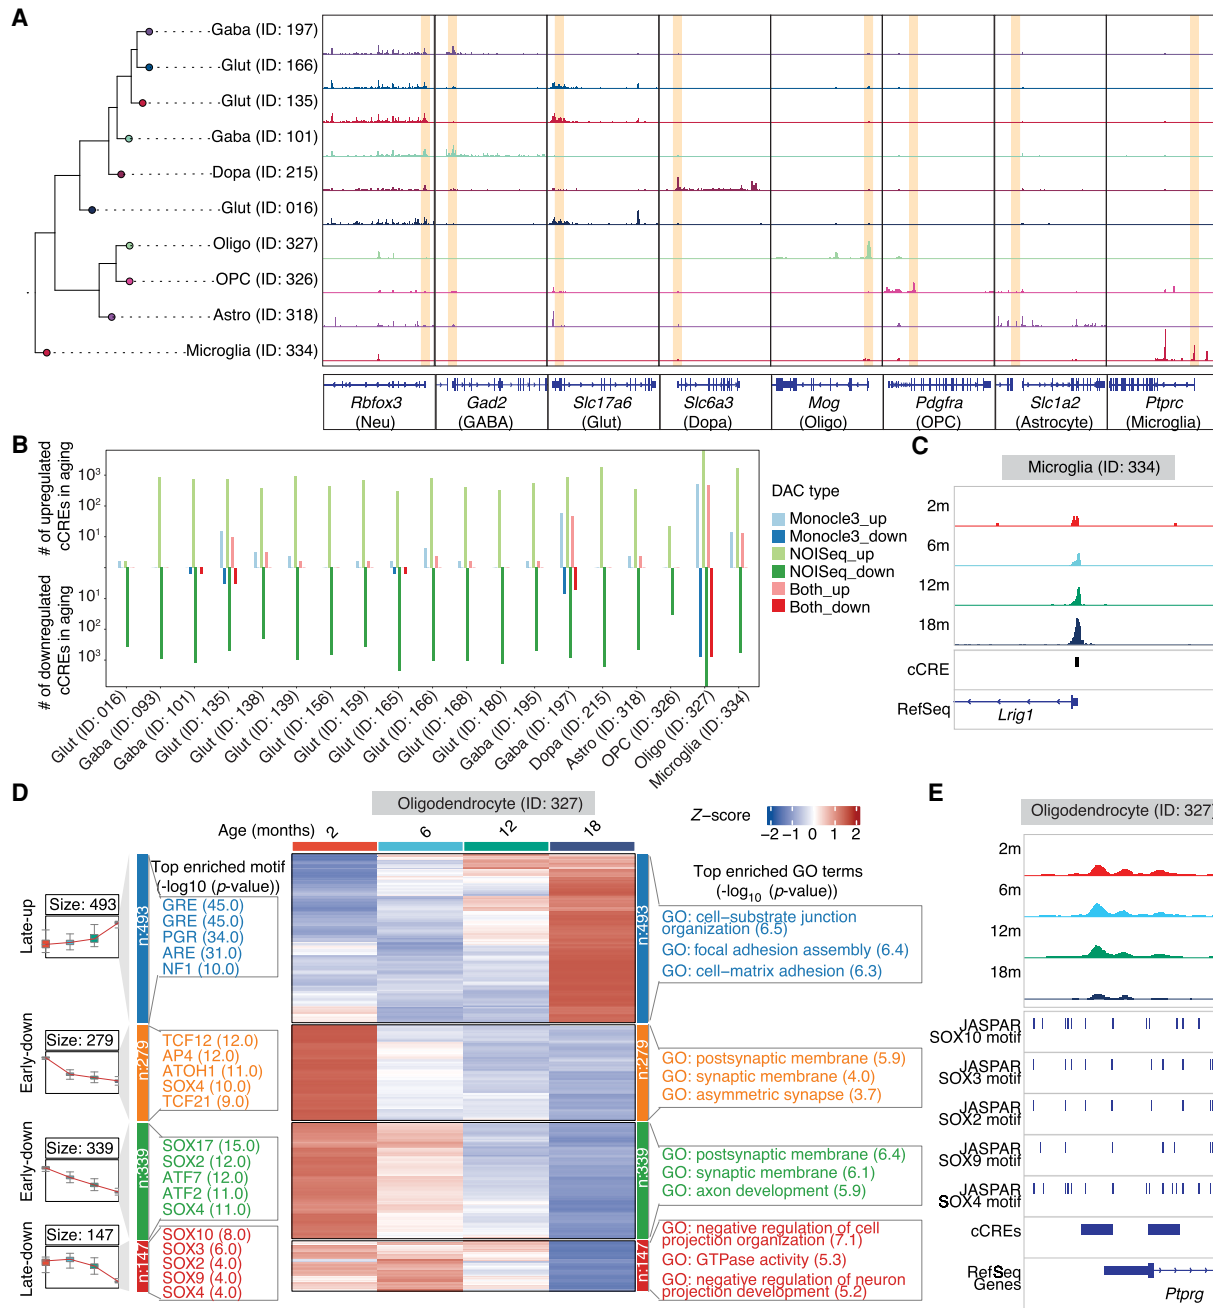 A
Gaba (ID: 197)
Glut (ID: 166)
Glut (ID: 135)
Gaba (ID: 101)
Dopa (ID: 215)
Glut (ID: 016)
Oligo (ID: 327)
OPC (ID: 326)
Astro (ID: 318)
Microglia (ID: 334)
Rbfox3 Gad2 Slc17a6 Slc6a3 Mog Pdgfra Slc1a2 Ptprc
(Neu) (GABA) (Glut) (Dopa) (Oligo) (OPC) (Astrocyte) (Microglia)
B
# of upregulated
cCREs in aging
10³
10²
10¹
# of downregulated
cCREs in aging
10¹
10²
10³
Glut (ID: 016)
Gaba (ID: 093)
Gaba (ID: 101)
Glut (ID: 135)
Glut (ID: 138)
Glut (ID: 139)
Glut (ID: 156)
Glut (ID: 159)
Glut (ID: 165)
Glut (ID: 166)
Glut (ID: 168)
Glut (ID: 180)
Gaba (ID: 195)
Gaba (ID: 197)
Dopa (ID: 215)
Astro (ID: 318)
OPC (ID: 326)
Oligo (ID: 327)
Microglia (ID: 334)
DAC type
Monocle3_up
Monocle3_down
NOISeq_up
NOISeq_down
Both_up
Both_down
C
Microglia (ID: 334)
2m
6m
12m
18m
cCRE
RefSeq
Lrig1
D
Oligodendrocyte (ID: 327)
Z−score
−2 −1 0 1 2
Age (months) 2 6 12 18
Top enriched motif
(-log10 (p-value))
Top enriched GO terms
(-log₁₀ (p-value))
Late-up
Size: 493
n:493
GRE (45.0)
GRE (45.0)
PGR (34.0)
ARE (31.0)
NF1 (10.0)
n:493
GO: cell−substrate junction
organization (6.5)
GO: focal adhesion assembly (6.4)
GO: cell−matrix adhesion (6.3)
Early-down
Size: 279
n:279
TCF12 (12.0)
AP4 (12.0)
ATOH1 (11.0)
SOX4 (10.0)
TCF21 (9.0)
n:279
GO: postsynaptic membrane (5.9)
GO: synaptic membrane (4.0)
GO: asymmetric synapse (3.7)
Early-down
Size: 339
n:339
SOX17 (15.0)
SOX2 (12.0)
ATF7 (12.0)
ATF2 (11.0)
SOX4 (11.0)
n:339
GO: postsynaptic membrane (6.4)
GO: synaptic membrane (6.1)
GO: axon development (5.9)
Late-down
Size: 147
n:147
SOX10 (8.0)
SOX3 (6.0)
SOX2 (4.0)
SOX9 (4.0)
SOX4 (4.0)
n:147
GO: negative regulation of cell
projection organization (7.1)
GO: GTPase activity (5.3)
GO: negative regulation of neuron
projection development (5.2)
E
Oligodendrocyte (ID: 327)
2m
6m
12m
18m
JASPAR
SOX10 motif
JASPAR
SOX3 motif
JASPAR
SOX2 motif
JASPAR
SOX9 motif
JASPAR
SOX4 motif
cCREs
RefSeq
Genes
Ptprg